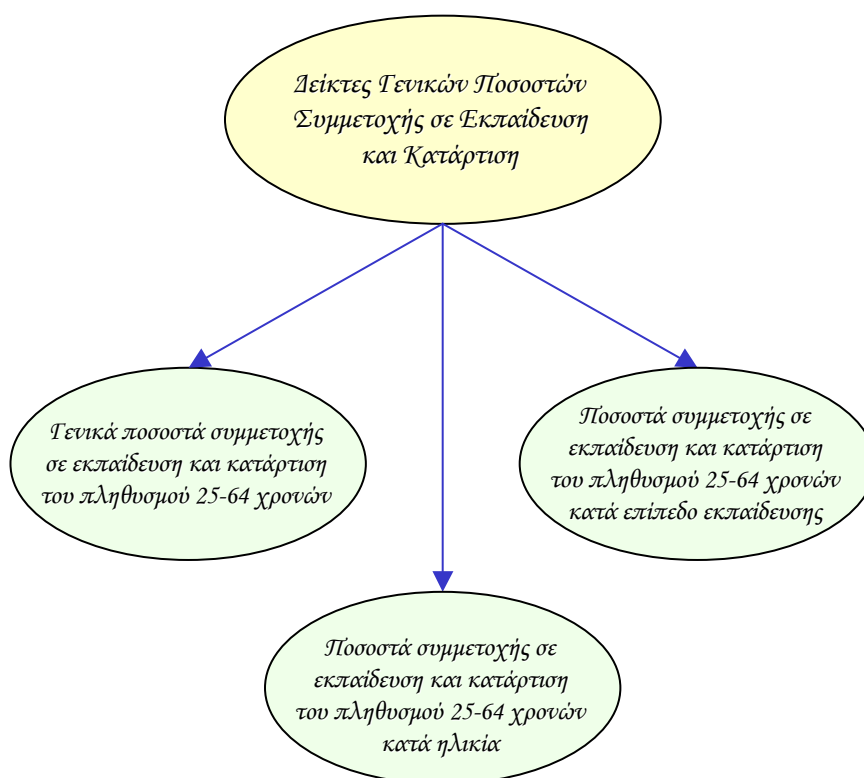 Δείκτες Γενικών Ποσοστών
Συμμετοχής σε Εκπαίδευση
και Κατάρτιση
Γενικά ποσοστά συμμετοχής
σε εκπαίδευση και κατάρτιση
του πληθυσμού 25-64 χρονών
Ποσοστά συμμετοχής σε
εκπαίδευση και κατάρτιση
του πληθυσμού 25-64 χρονών
κατά επίπεδο εκπαίδευσης
Ποσοστά συμμετοχής σε
εκπαίδευση και κατάρτιση
του πληθυσμού 25-64 χρονών
κατά ηλικία